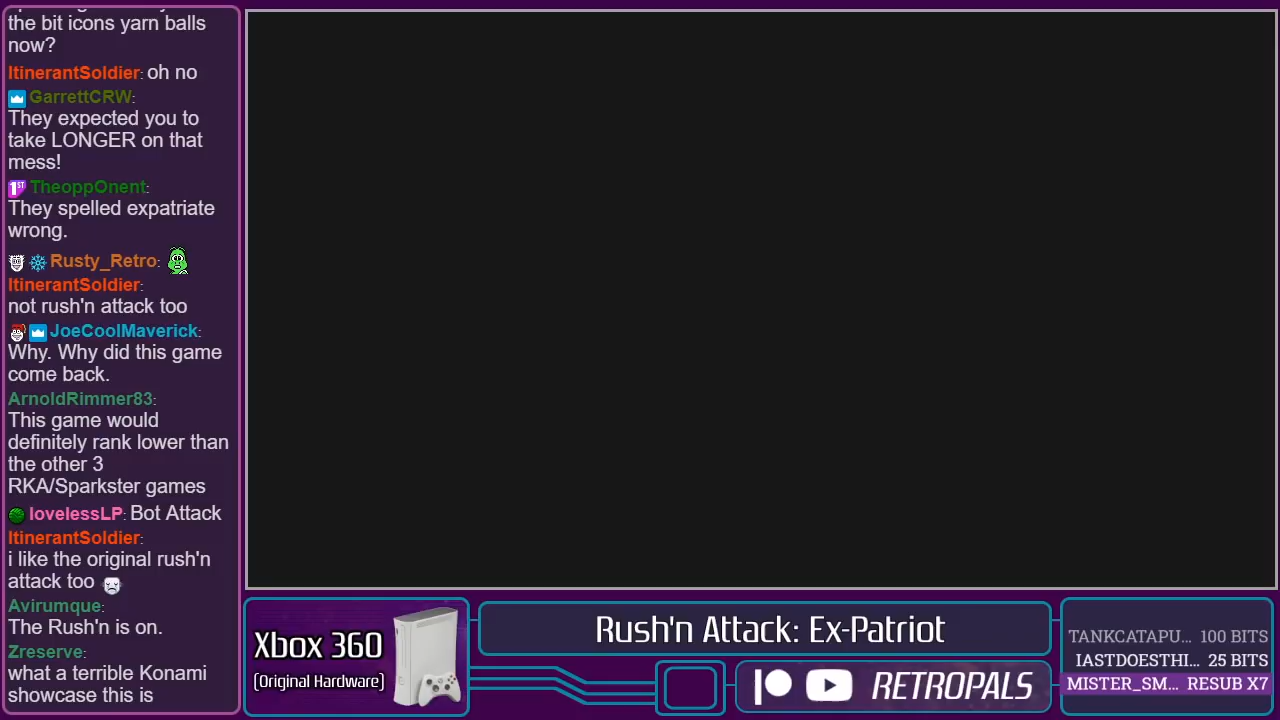 the bit icons yarn balls
now?
ItinerantSoldier: oh no
GarrettCRW:
They expected you to
take LONGER on that
mess!
1ST TheoppOnent:
They spelled expatriate
wrong.
Rusty_Retro:
ItinerantSoldier:
not rush'n attack too
JoeCoolMaverick:
Why. Why did this game
come back.
ArnoldRimmer83:
This game would
definitely rank lower than
the other 3
RKA/Sparkster games
lovelessLP: Bot Attack
ItinerantSoldier:
i like the original rush'n
attack too
Avirumque:
The Rush'n is on.
Zreserve:
what a terrible Konami
showcase this is
Xbox 360
(Original Hardware)
Rush'n Attack: Ex-Patriot
RETROPALS
TANKCATAPU... 100 BITS
IASTDOESTHI... 25 BITS
MISTER_SM... RESUB X7